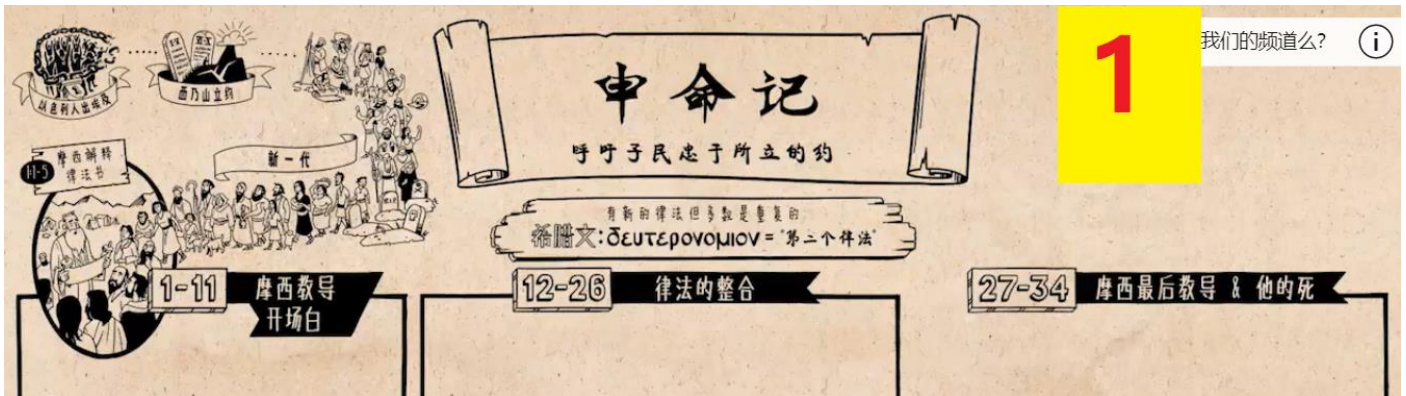 以色列人出埃及
西乃山立约
新一代
1-5
摩西解释
律法书
申命记
呼吁子民忠于所立的约
有新的律法但多数是重复的
希腊文:δευτερονομιον = "第二个律法"
1
我们的频道么?
i
1-11
摩西教导
开场白
12-26
律法的整合
27-34
摩西最后教导 & 他的死
RIP